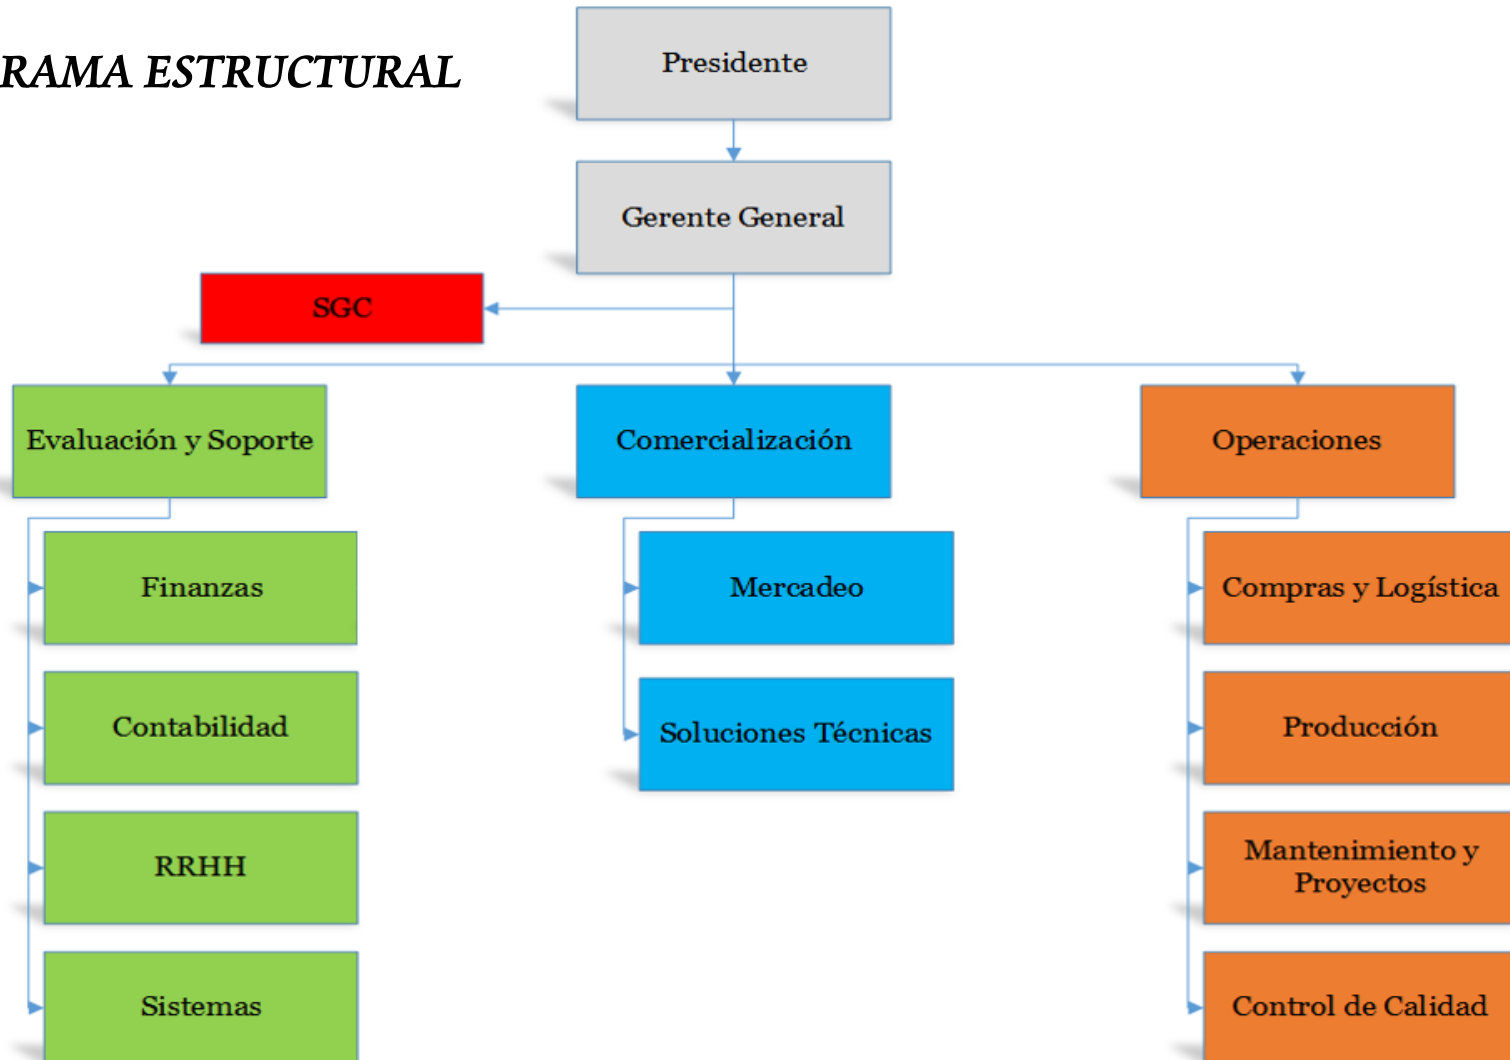 RAMA ESTRUCTURAL
Presidente
Gerente General
SGC
Evaluación y Soporte
Comercialización
Operaciones
Finanzas
Mercadeo
Compras y Logística
Contabilidad
Soluciones Técnicas
Producción
RRHH
Mantenimiento y
Proyectos
Sistemas
Control de Calidad